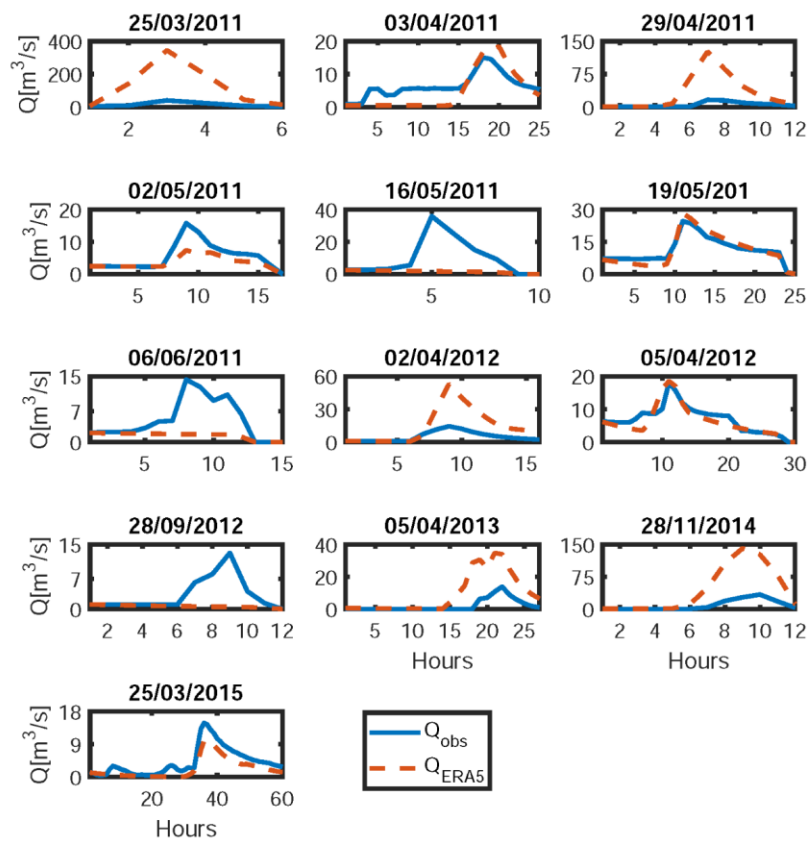 25/03/2011 03/04/2011 29/04/2011
Q[m³/s] 400 200 0 2 4 6
20 10 0 5 10 15 20 25
150 75 0 2 4 6 8 10 12
02/05/2011 16/05/2011 19/05/201
Q[m³/s] 20 10 0 5 10 15
40 20 0 5 10
30 15 0 5 10 15 20 25
06/06/2011 02/04/2012 05/04/2012
Q[m³/s] 15 7 0 5 10 15
60 30 0 5 10 15
20 10 0 10 20 30
28/09/2012 05/04/2013 28/11/2014
Q[m³/s] 15 7 0 2 4 6 8 10 12
40 20 0 5 10 15 20 25
Hours
150 75 0 2 4 6 8 10 12
Hours
25/03/2015
Q[m³/s] 18 9 0 20 40 60
Hours
Q_obs
Q_ERA5